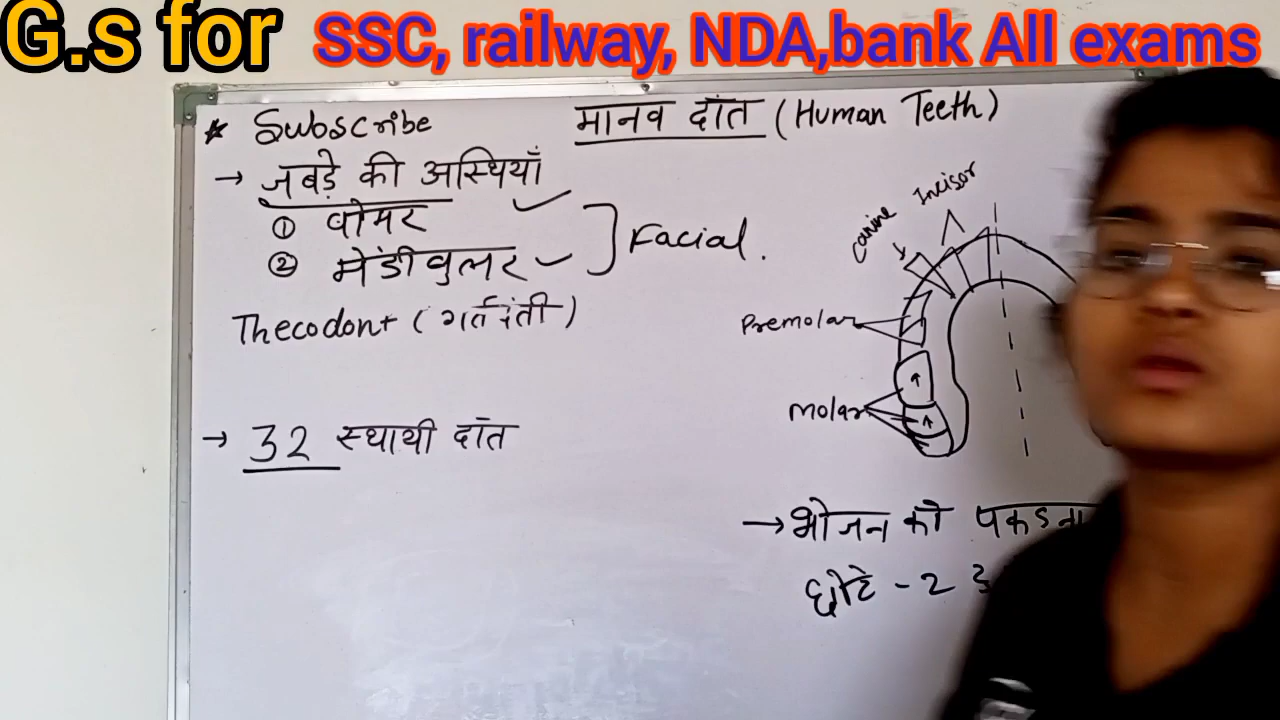 G.s for SSC, railway, NDA,bank All exams
* Subscribe
मानव दांत (Human Teeth)
→ जबड़े की अस्थियाँ
① वोमर
② मेंडीवुलर
Facial.
Thecodont (गर्तदंती)
→ 32 स्थायी दांत
Canine
Incisor
Premolar
Molar
→ भोजन को पकडना
छोटे - 2